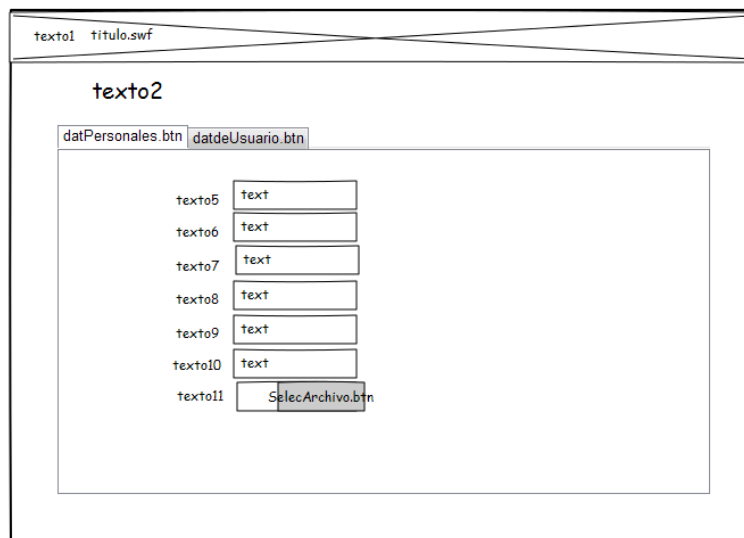 texto1 titulo.swf
texto2
datPersonales.btn datdeUsuario.btn
texto5 text
texto6 text
texto7 text
texto8 text
texto9 text
texto10 text
texto11 SelecArchivo.btn